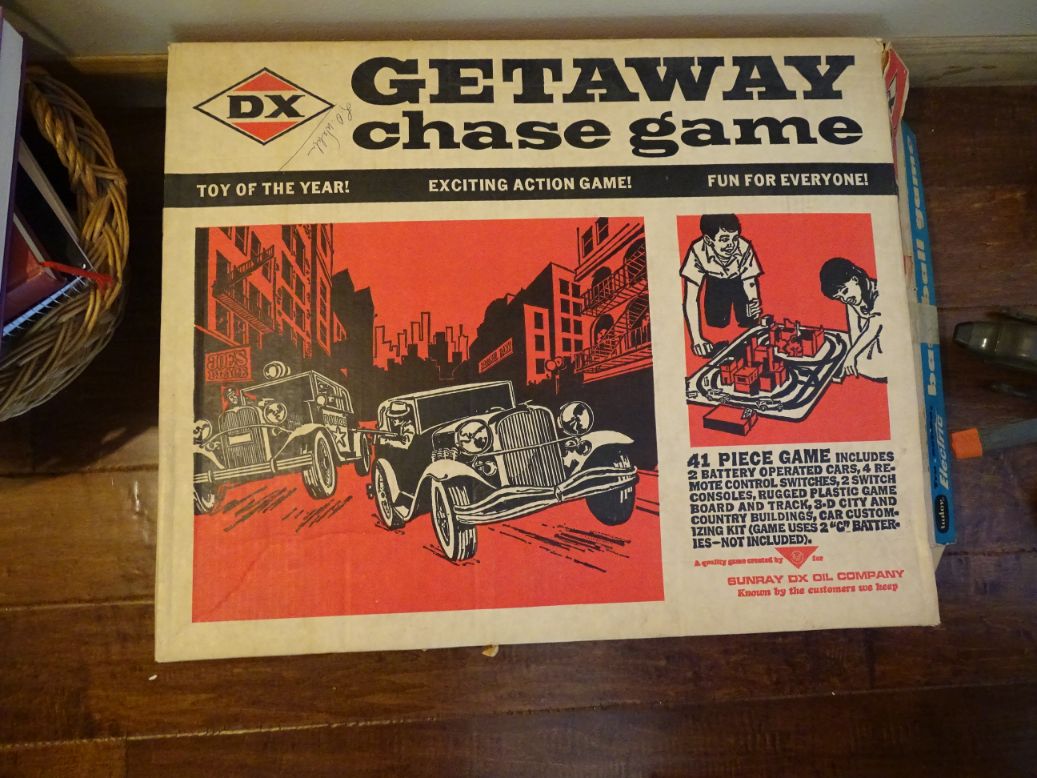 DX
GETAWAY
chase game
TOY OF THE YEAR! EXCITING ACTION GAME! FUN FOR EVERYONE!
JOE'S
41 PIECE GAME INCLUDES
2 BATTERY OPERATED CARS, 4 RE-
MOTE CONTROL SWITCHES, 2 SWITCH
CONSOLES, RUGGED PLASTIC GAME
BOARD AND TRACK, 3-D CITY AND
COUNTRY BUILDINGS, CAR CUSTOM-
IZING KIT (GAME USES 2 "C" BATTER-
IES—NOT INCLUDED).
A quality game created by for
SUNRAY DX OIL COMPANY
Known by the customers we keep
game
Electric
tudor